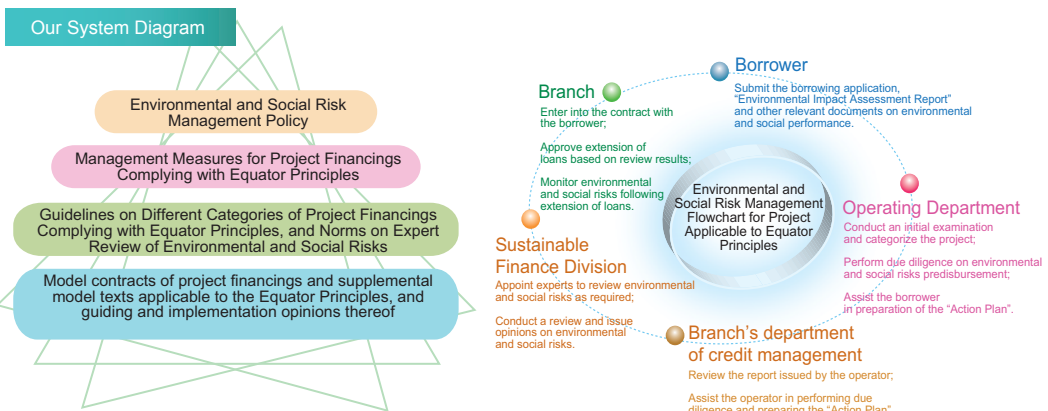 Our System Diagram
Environmental and Social Risk
Management Policy
Management Measures for Project Financings
Complying with Equator Principles
Guidelines on Different Categories of Project Financings
Complying with Equator Principles, and Norms on Expert
Review of Environmental and Social Risks
Model contracts of project financings and supplemental
model texts applicable to the Equator Principles, and
guiding and implementation opinions thereof
Borrower
Submit the borrowing application,
“Environmental Impact Assessment Report”
and other relevant documents on environmental
and social performance.
Operating Department
Conduct an initial examination
and categorize the project;
Perform due diligence on environmental
and social risks predisbursement;
Assist the borrower
in preparation of the “Action Plan”.
Branch's department
of credit management
Review the report issued by the operator;
Assist the operator in performing due
diligence and preparing the “Action Plan”
Sustainable
Finance Division
Appoint experts to review environmental
and social risks as required;
Conduct a review and issue
opinions on environmental
and social risks.
Branch
Enter into the contract with
the borrower;
Approve extension of
loans based on review results;
Monitor environmental
and social risks following
extension of loans.
Environmental and
Social Risk Management
Flowchart for Project
Applicable to Equator
Principles